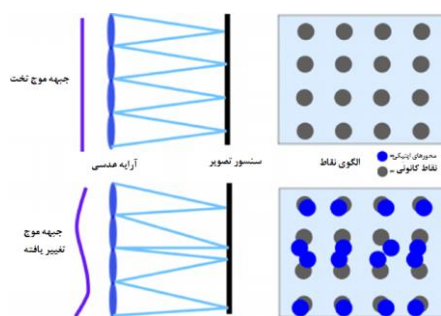 جبهه موج تخت
آرایه عدسی
سنسور تصویر
الگوی نقاط
محورهای اپتیکی=
نقاط کانونی =
جبهه موج
تغییر یافته